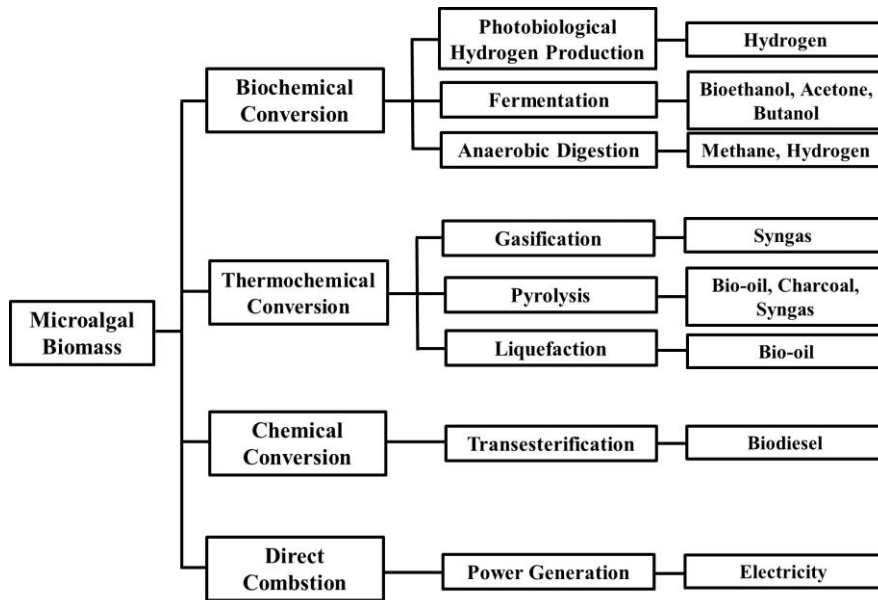 Microalgal
Biomass
Biochemical
Conversion
Photobiological
Hydrogen Production
Hydrogen
Fermentation
Bioethanol, Acetone,
Butanol
Anaerobic Digestion
Methane, Hydrogen
Thermochemical
Conversion
Gasification
Syngas
Pyrolysis
Bio-oil, Charcoal,
Syngas
Liquefaction
Bio-oil
Chemical
Conversion
Transesterification
Biodiesel
Direct
Combstion
Power Generation
Electricity